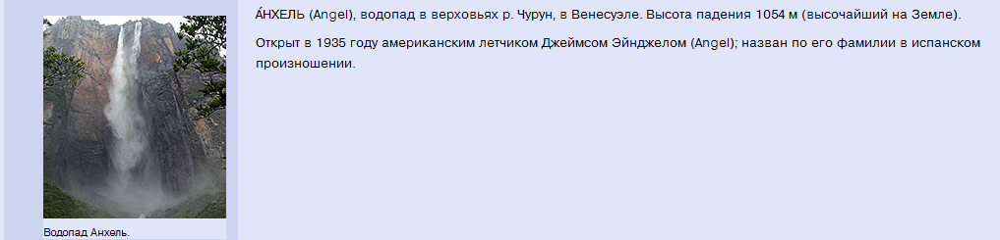 А́НХЕЛЬ (Angel), водопад в верховьях р. Чурун, в Венесуэле. Высота падения 1054 м (высочайший на Земле).
Открыт в 1935 году американским летчиком Джеймсом Эйнджелом (Angel); назван по его фамилии в испанском
произношении.
Водопад Анхель.